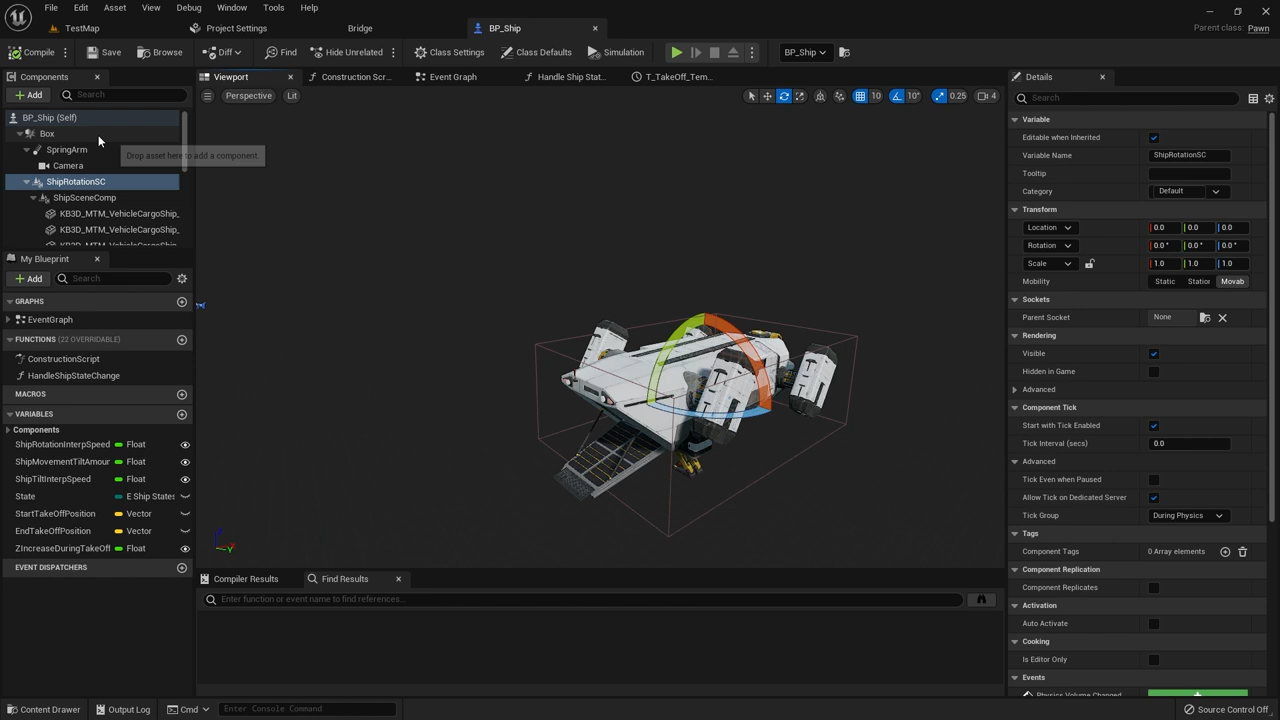 File Edit Asset View Debug Window Tools Help
Parent class: Pawn
TestMap Project Settings Bridge BP_Ship
Compile Save Browse Diff Find Hide Unrelated Class Settings Class Defaults Simulation BP_Ship
Components
Add Search
BP_Ship (Self)
Box
SpringArm
Drop asset here to add a component.
Camera
ShipRotationSC
ShipSceneComp
KB3D_MTM_VehicleCargoShip_
KB3D_MTM_VehicleCargoShip_
KB3D_MTM_VehicleCargoShip_
My Blueprint
Add Search
GRAPHS
EventGraph
FUNCTIONS (22 OVERRIDABLE)
ConstructionScript
HandleShipStateChange
MACROS
VARIABLES
Components
ShipRotationInterpSpeed Float
ShipMovementTiltAmour Float
ShipTiltInterpSpeed Float
State E Ship States
StartTakeOffPosition Vector
EndTakeOffPosition Vector
ZIncreaseDuringTakeOff Float
EVENT DISPATCHERS
Viewport Construction Scr... Event Graph Handle Ship Stat... T_TakeOff_Tem...
Perspective Lit 10 10° 0.25 4
Z
Y
Compiler Results Find Results
Enter function or event name to find references...
Details
Search
Variable
Editable when Inherited
Variable Name ShipRotationSC
Tooltip
Category Default
Transform
Location 0.0 0.0 0.0
Rotation 0.0 ° 0.0 ° 0.0 °
Scale 1.0 1.0 1.0
Mobility Static Station Movab
Sockets
Parent Socket None
Rendering
Visible
Hidden in Game
Advanced
Component Tick
Start with Tick Enabled
Tick Interval (secs) 0.0
Advanced
Tick Even when Paused
Allow Tick on Dedicated Server
Tick Group During Physics
Tags
Component Tags 0 Array elements
Component Replication
Component Replicates
Activation
Auto Activate
Cooking
Is Editor Only
Events
Physics Volume Changed
Content Drawer Output Log Cmd Enter Console Command Source Control Off